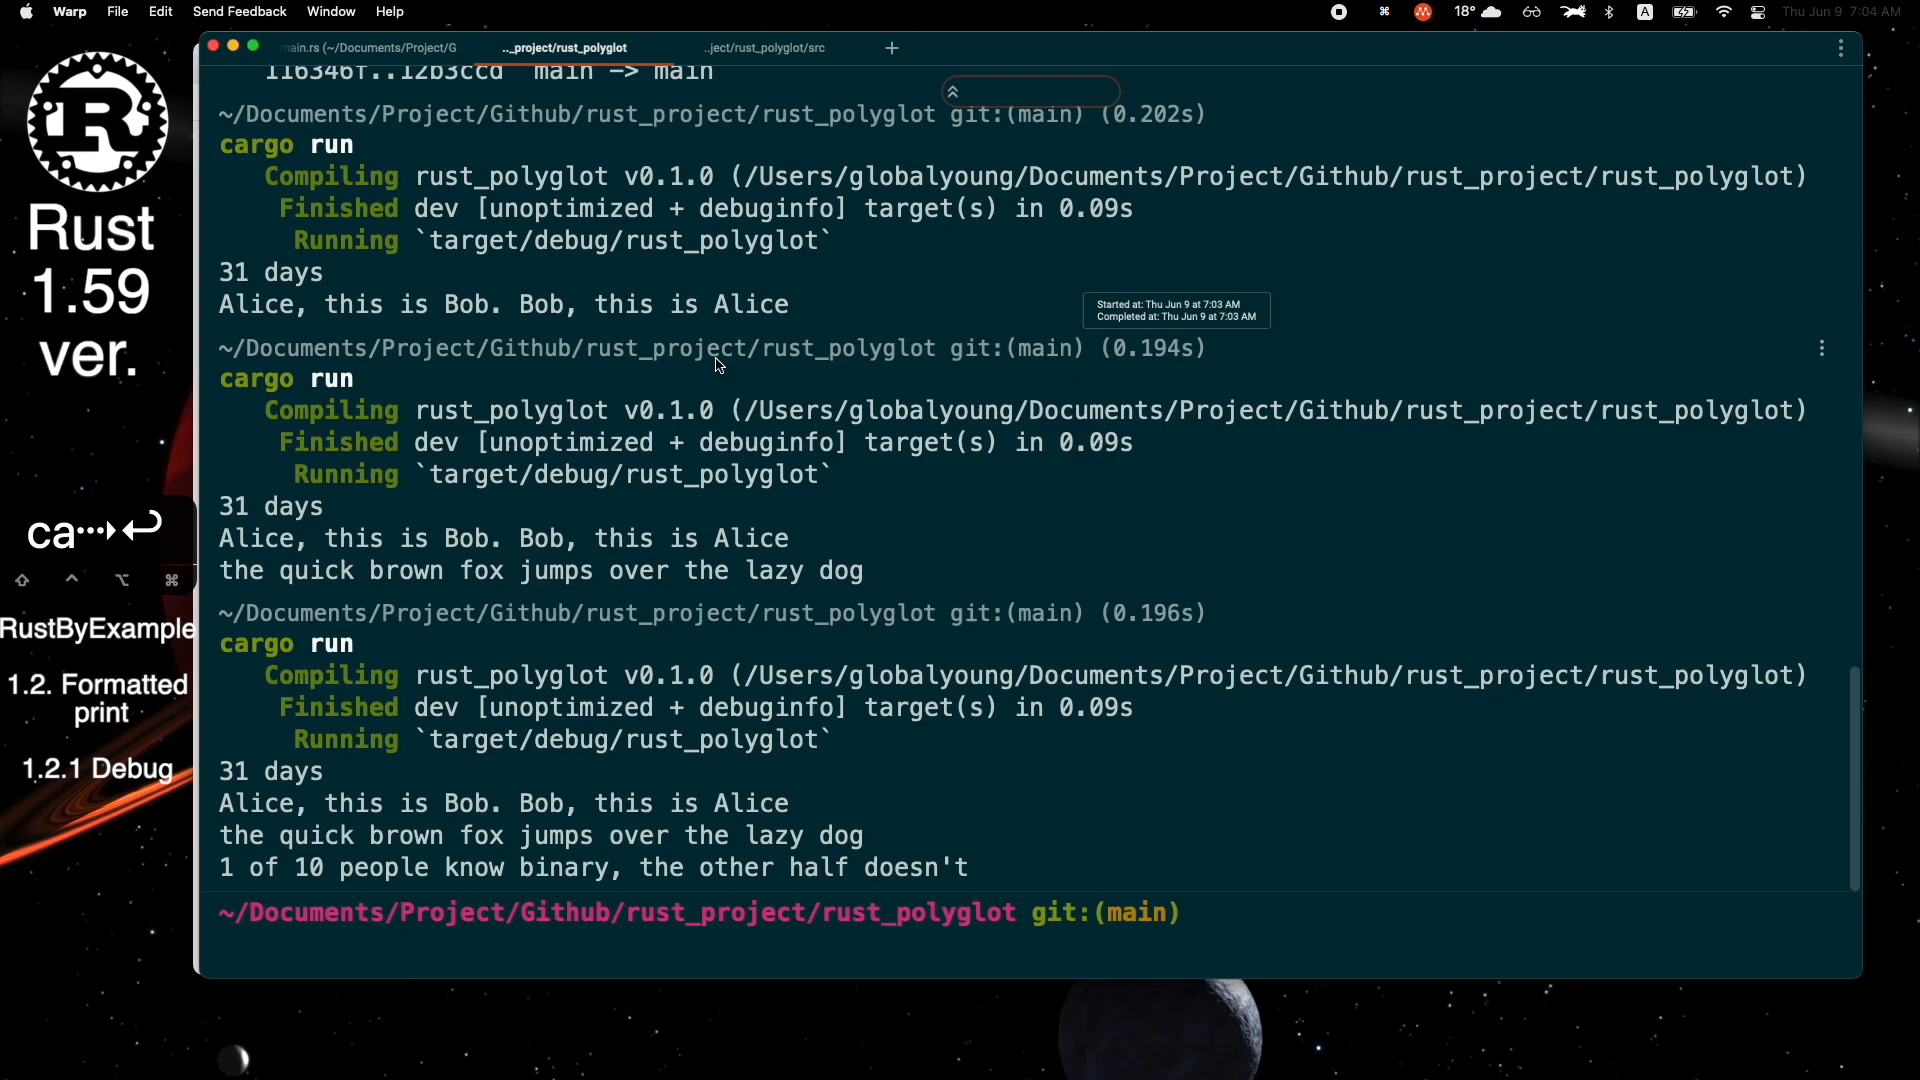 Warp File Edit Send Feedback Window Help 18° A Thu Jun 9 7:04 AM
main.rs (~/Documents/Project/G .._project/rust_polyglot ..ject/rust_polyglot/src +
116346f..12b3ccd main -> main
~/Documents/Project/Github/rust_project/rust_polyglot git:(main) (0.202s)
cargo run
Compiling rust_polyglot v0.1.0 (/Users/globalyoung/Documents/Project/Github/rust_project/rust_polyglot)
Finished dev [unoptimized + debuginfo] target(s) in 0.09s
Running `target/debug/rust_polyglot`
31 days
Alice, this is Bob. Bob, this is Alice
Started at: Thu Jun 9 at 7:03 AM
Completed at: Thu Jun 9 at 7:03 AM
~/Documents/Project/Github/rust_project/rust_polyglot git:(main) (0.194s)
cargo run
Compiling rust_polyglot v0.1.0 (/Users/globalyoung/Documents/Project/Github/rust_project/rust_polyglot)
Finished dev [unoptimized + debuginfo] target(s) in 0.09s
Running `target/debug/rust_polyglot`
31 days
Alice, this is Bob. Bob, this is Alice
the quick brown fox jumps over the lazy dog
~/Documents/Project/Github/rust_project/rust_polyglot git:(main) (0.196s)
cargo run
Compiling rust_polyglot v0.1.0 (/Users/globalyoung/Documents/Project/Github/rust_project/rust_polyglot)
Finished dev [unoptimized + debuginfo] target(s) in 0.09s
Running `target/debug/rust_polyglot`
31 days
Alice, this is Bob. Bob, this is Alice
the quick brown fox jumps over the lazy dog
1 of 10 people know binary, the other half doesn't
~/Documents/Project/Github/rust_project/rust_polyglot git:(main)
R
Rust
1.59
ver.
ca
⇧ ⌃ ⌥ ⌘
RustByExample
1.2. Formatted
print
1.2.1 Debug